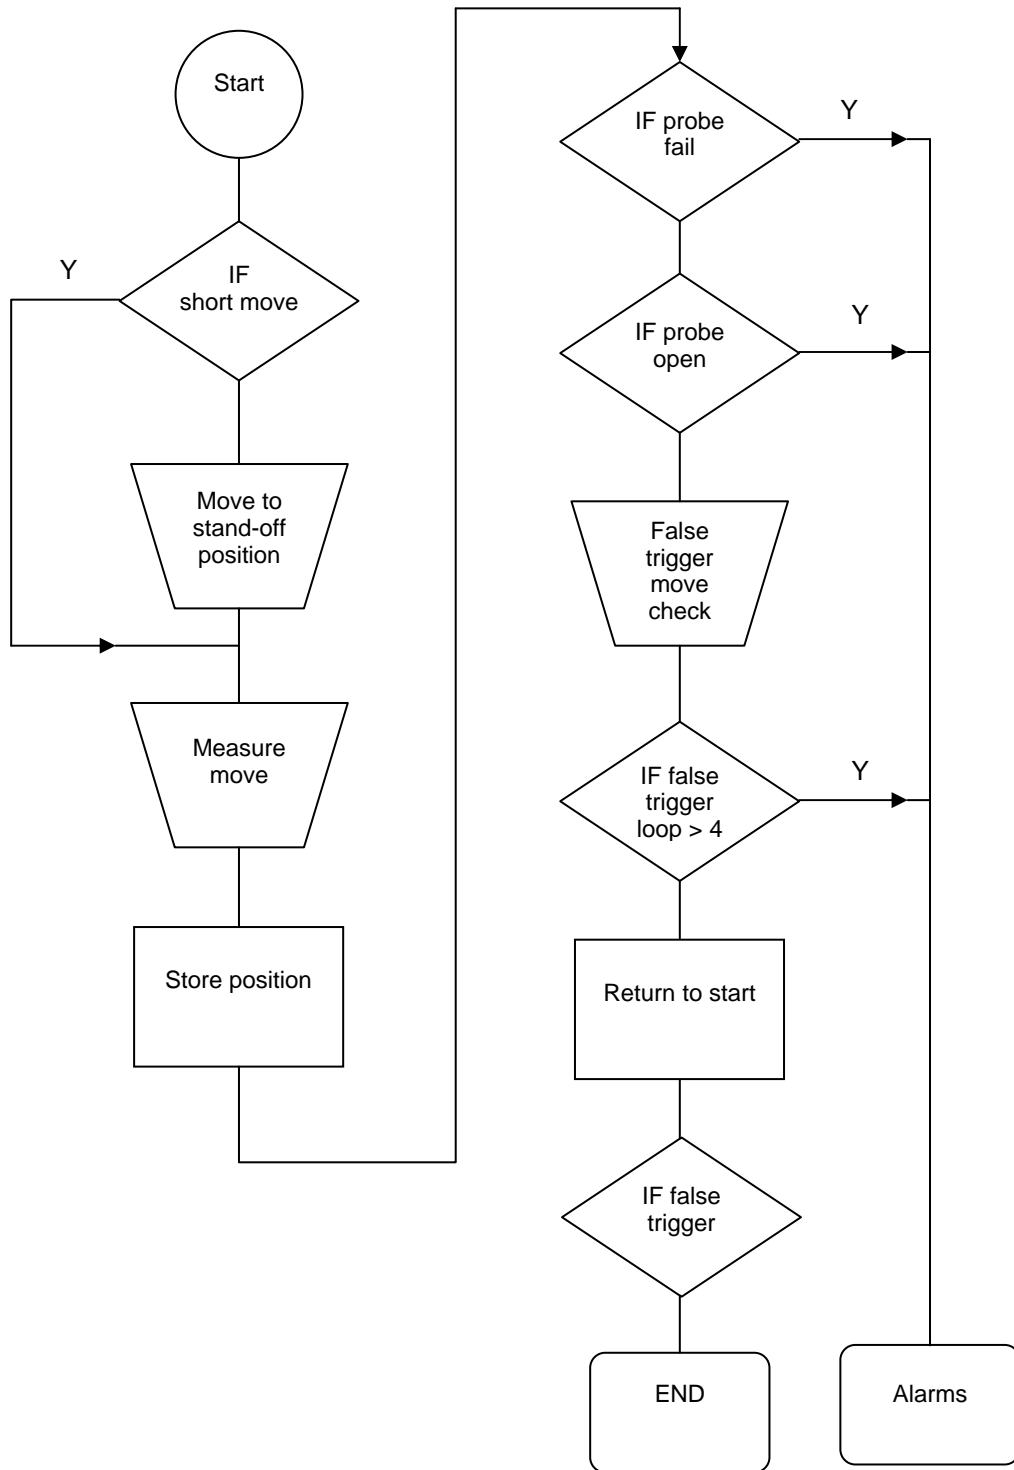 Start
Y
IF
short move
Move to
stand-off
position
Measure
move
Store position
IF probe
fail
Y
IF probe
open
Y
False
trigger
move
check
IF false
trigger
loop > 4
Y
Return to start
IF false
trigger
END
Alarms